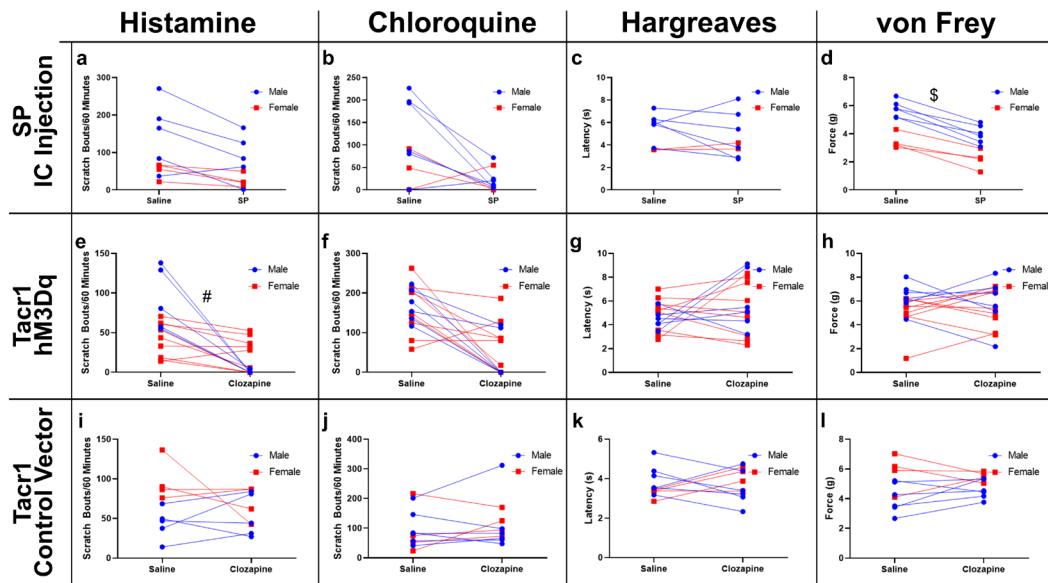 Histamine Chloroquine Hargreaves von Frey
SP
IC Injection
a
Scratch Bouts/60 Minutes
300
200
100
0
Saline SP
Male
Female
b
Scratch Bouts/60 Minutes
250
200
150
100
50
0
Saline SP
Male
Female
c
Latency (s)
10
8
6
4
2
0
Saline SP
Male
Female
d
Force (g)
8
6
4
2
0
$
Saline SP
Male
Female
Tacr1
hM3Dq
e
Scratch Bouts/60 Minutes
150
100
50
0
#
Saline Clozapine
Male
Female
f
Scratch Bouts/60 Minutes
300
200
100
0
Saline Clozapine
Male
Female
g
Latency (s)
10
8
6
4
2
0
Saline Clozapine
Male
Female
h
Force (g)
10
8
6
4
2
0
Saline Clozapine
Male
Female
Tacr1
Control Vector
i
Scratch Bouts/60 Minutes
150
100
50
0
Saline Clozapine
Male
Female
j
Scratch Bouts/60 Minutes
400
300
200
100
0
Saline Clozapine
Male
Female
k
Latency (s)
6
4
2
0
Saline Clozapine
Male
Female
l
Force (g)
8
6
4
2
0
Saline Clozapine
Male
Female